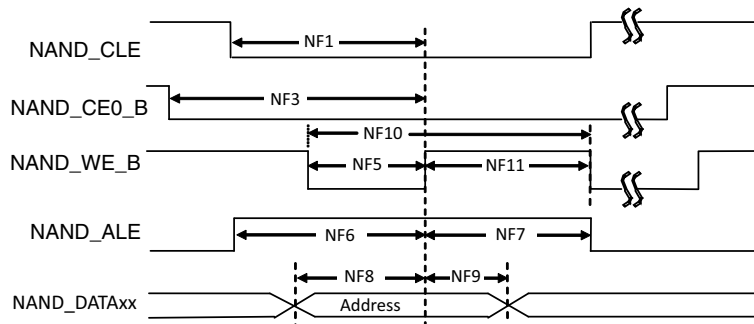 NAND_CLE
NF1
NAND_CE0_B
NF3
NF10
NAND_WE_B
NF5
NF11
NAND_ALE
NF6
NF7
NF8
NF9
NAND_DATAxx
Address